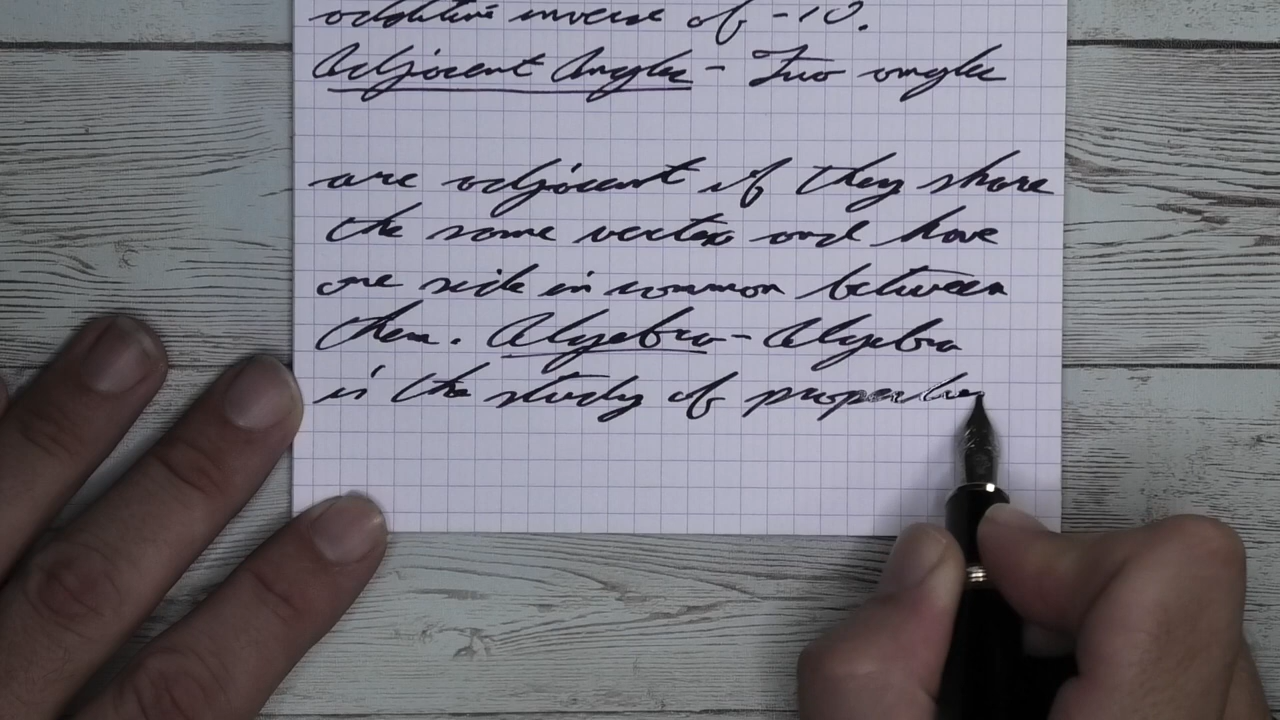 additive inverse of -10.
Adjacent Angles - Two angles
are adjacent if they share
the same vertex and have
one side in common between
them. Algebra - Algebra
is the study of properties